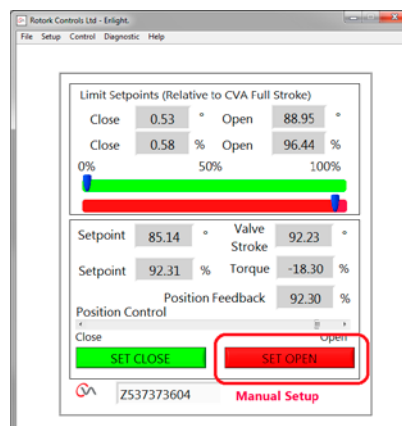 Rotork Controls Ltd - Enlight.
File Setup Control Diagnostic Help
Limit Setpoints (Relative to CVA Full Stroke)
Close 0.53 ° Open 88.95 °
Close 0.58 % Open 96.44 %
0% 50% 100%
Setpoint 85.14 ° Valve Stroke 92.23 °
Setpoint 92.31 % Torque -18.30 %
Position Feedback 92.30 %
Position Control
Close Open
SET CLOSE SET OPEN
CVA Z537373604 Manual Setup